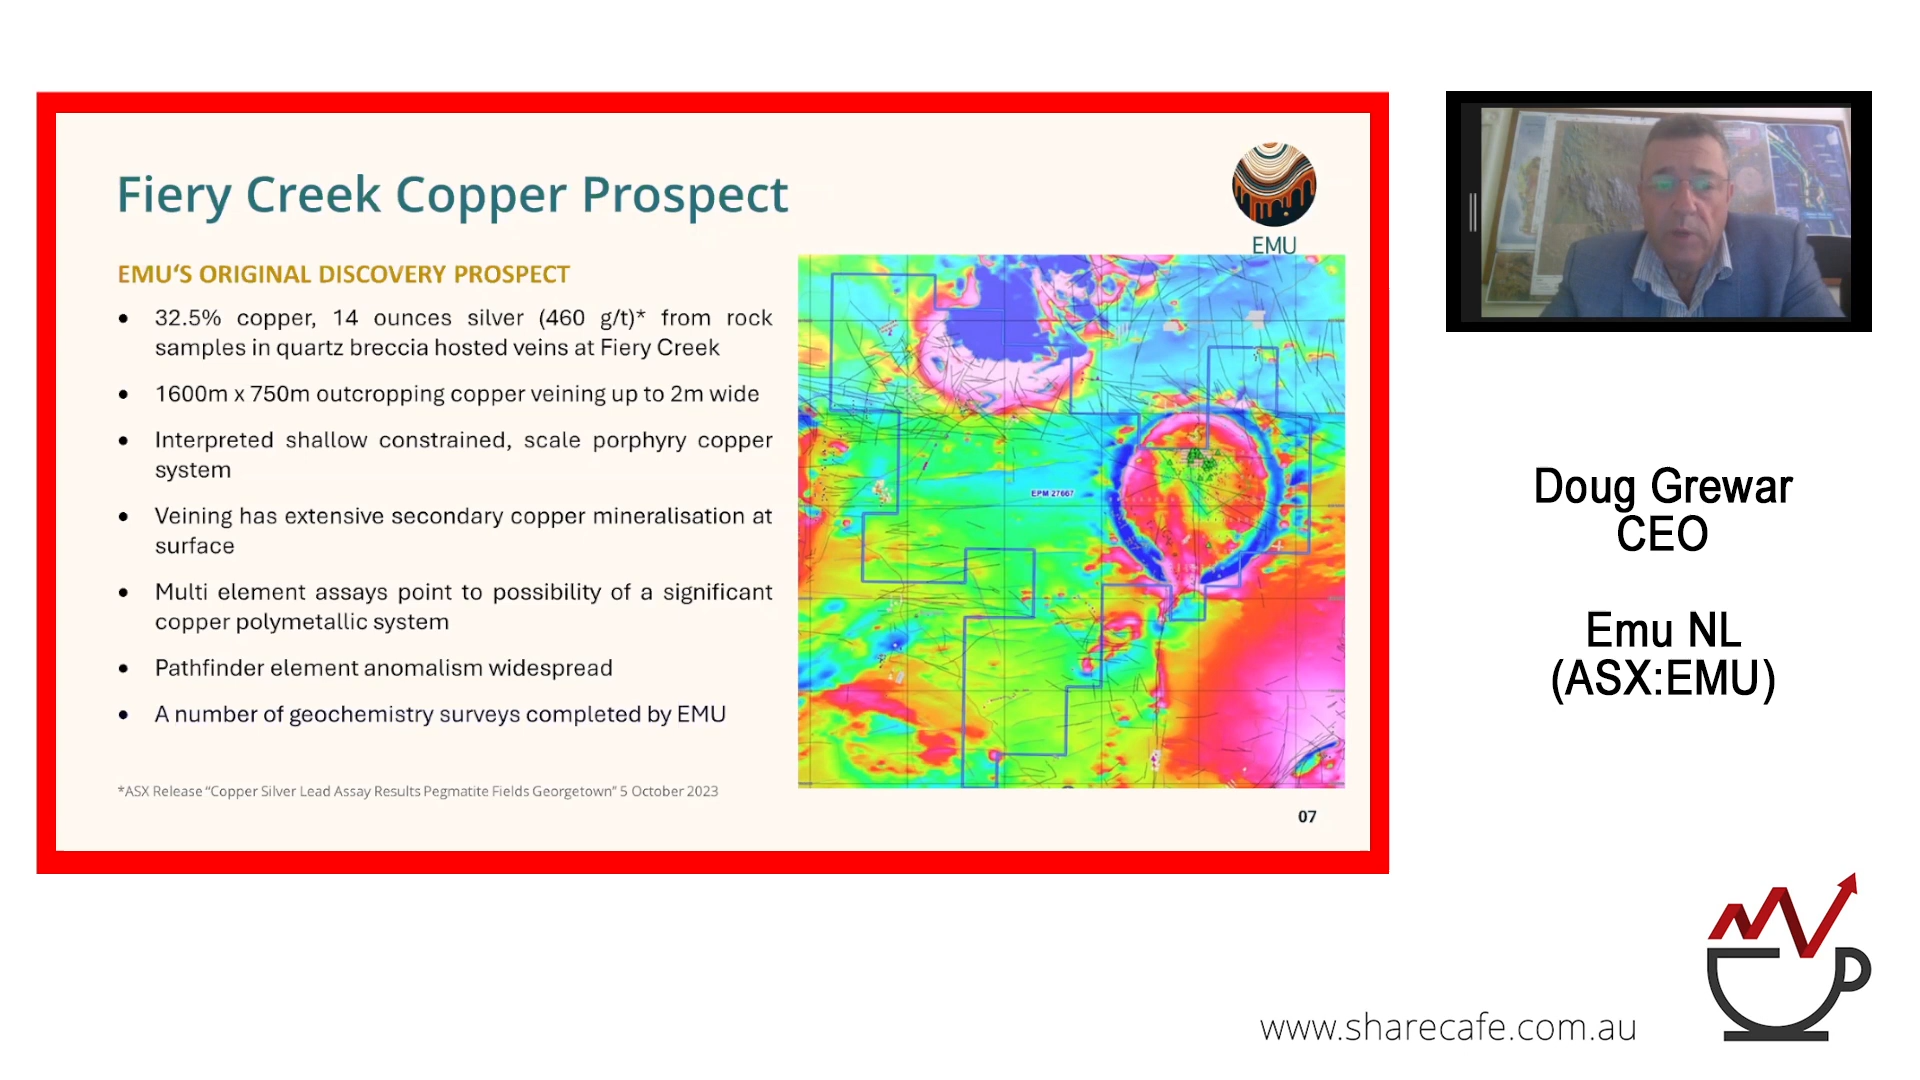 Fiery Creek Copper Prospect
EMU
EMU‘S ORIGINAL DISCOVERY PROSPECT
• 32.5% copper, 14 ounces silver (460 g/t)* from rock
samples in quartz breccia hosted veins at Fiery Creek
• 1600m x 750m outcropping copper veining up to 2m wide
• Interpreted shallow constrained, scale porphyry copper
system
• Veining has extensive secondary copper mineralisation at
surface
• Multi element assays point to possibility of a significant
copper polymetallic system
• Pathfinder element anomalism widespread
• A number of geochemistry surveys completed by EMU
*ASX Release “Copper Silver Lead Assay Results Pegmatite Fields Georgetown” 5 October 2023
EPM 27667
07
Doug Grewar
CEO
Emu NL
(ASX:EMU)
www.sharecafe.com.au